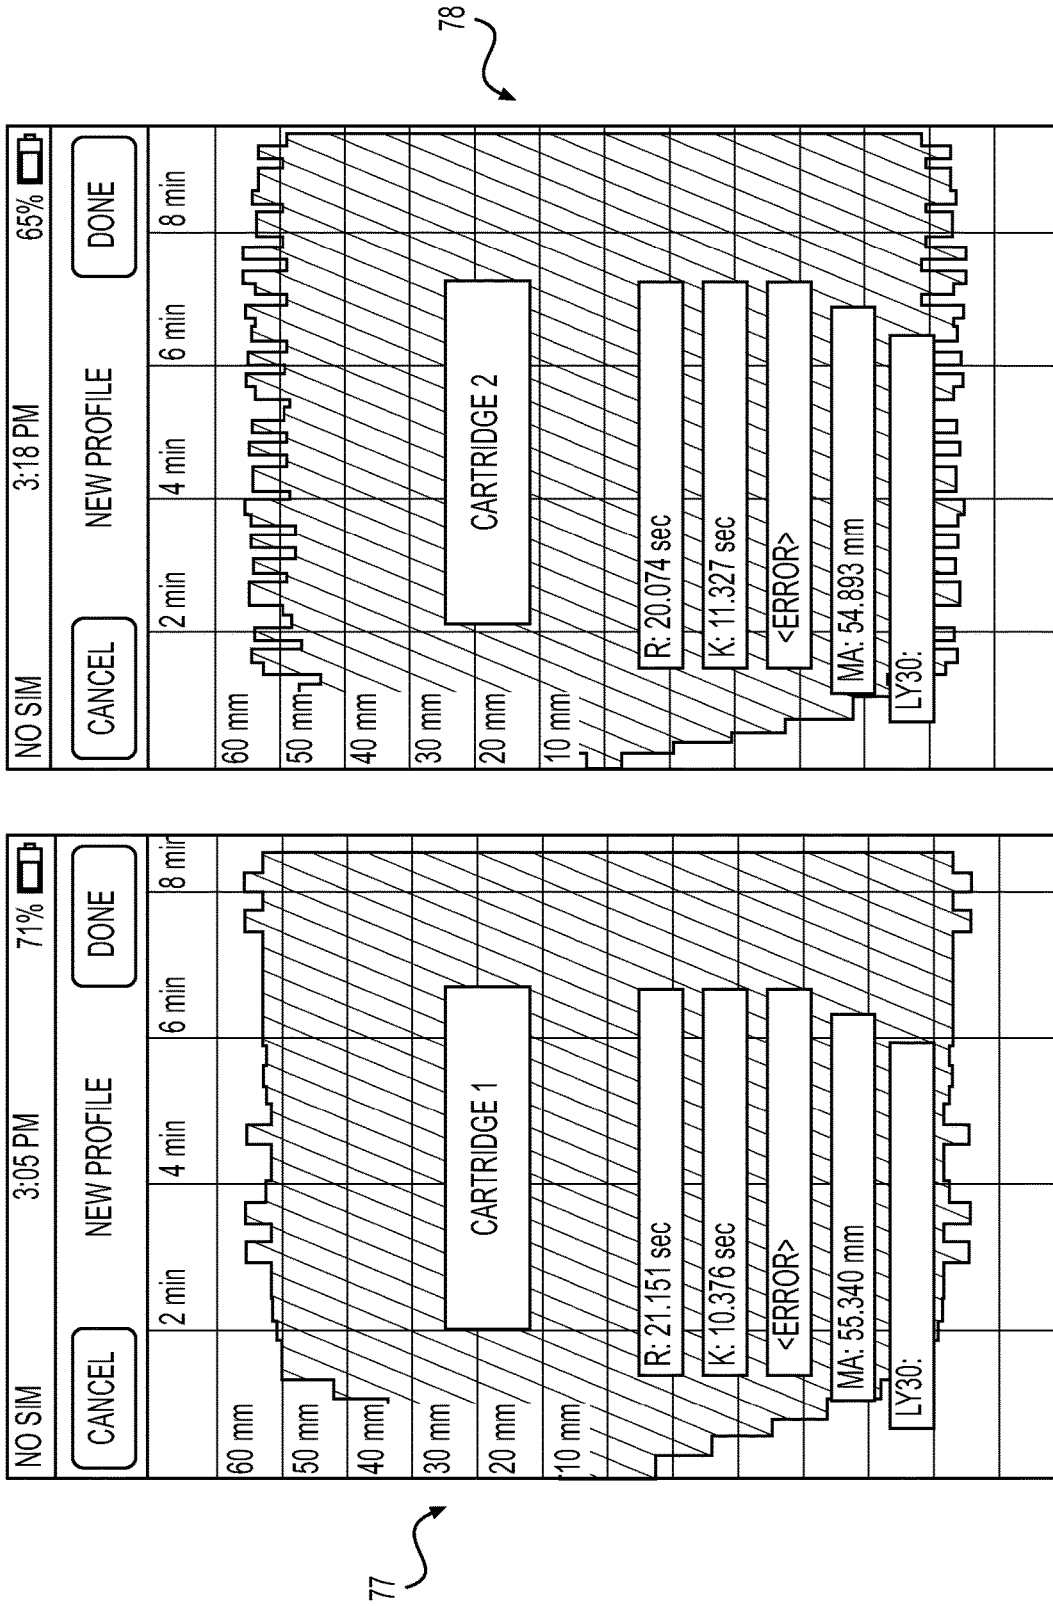 NO SIM 3:05 PM 71%
CANCEL NEW PROFILE DONE
2 min 4 min 6 min 8 min
60 mm
50 mm
40 mm
30 mm
20 mm
10 mm
CARTRIDGE 1
R: 21.151 sec
K: 10.376 sec
<ERROR>
MA: 55.340 mm
LY30:
77
NO SIM 3:18 PM 65%
CANCEL NEW PROFILE DONE
2 min 4 min 6 min 8 min
60 mm
50 mm
40 mm
30 mm
20 mm
10 mm
CARTRIDGE 2
R: 20.074 sec
K: 11.327 sec
<ERROR>
MA: 54.893 mm
LY30:
78